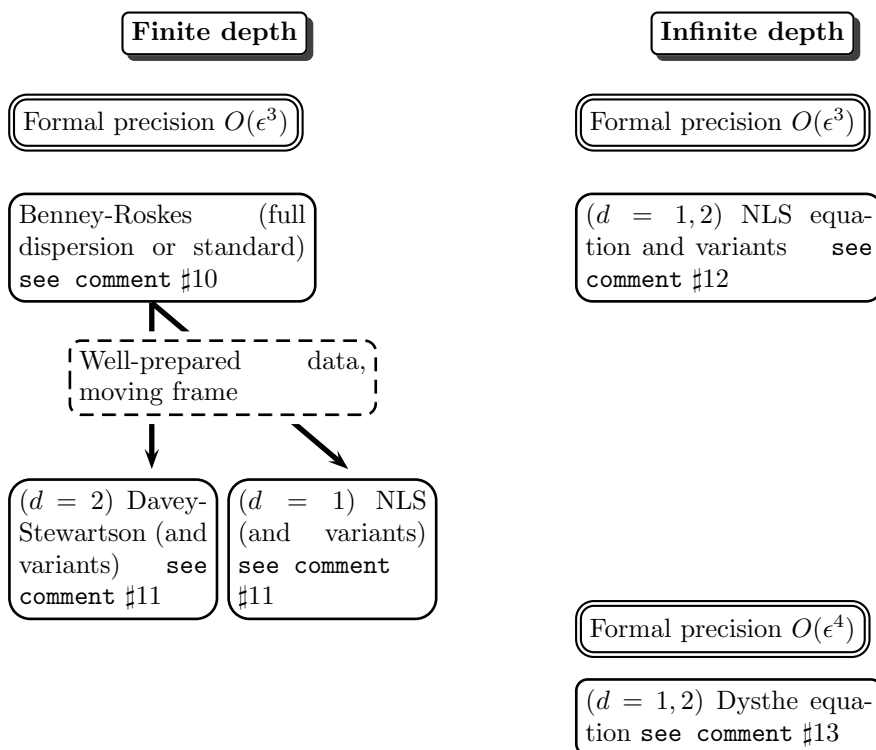 Finite depth
Formal precision O(ϵ³)
Benney-Roskes (full
dispersion or standard)
see comment ♯10
Well-prepared data,
moving frame
(d = 2) Davey-
Stewartson (and
variants) see
comment ♯11
(d = 1) NLS
(and variants)
see comment
♯11
Infinite depth
Formal precision O(ϵ³)
(d = 1, 2) NLS equa-
tion and variants see
comment ♯12
Formal precision O(ϵ⁴)
(d = 1, 2) Dysthe equa-
tion see comment ♯13